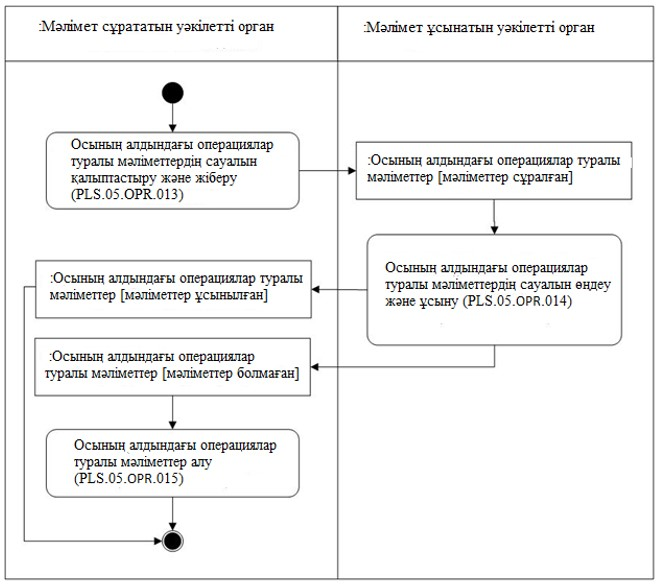 :Мәлімет сұрататын уәкілетті орган
:Мәлімет ұсынатын уәкілетті орган
Осының алдындағы операциялар
туралы мәліметтердің сауалын
қалыптастыру және жіберу
(PLS.05.OPR.013)
:Осының алдындағы операциялар туралы
мәліметтер [мәліметтер сұралған]
Осының алдындағы операциялар
туралы мәліметтердің сауалын өңдеу
және ұсыну (PLS.05.OPR.014)
:Осының алдындағы операциялар туралы
мәліметтер [мәліметтер ұсынылған]
:Осының алдындағы операциялар
туралы мәліметтер [мәліметтер болмаған]
Осының алдындағы операциялар
туралы мәліметтер алу
(PLS.05.OPR.015)